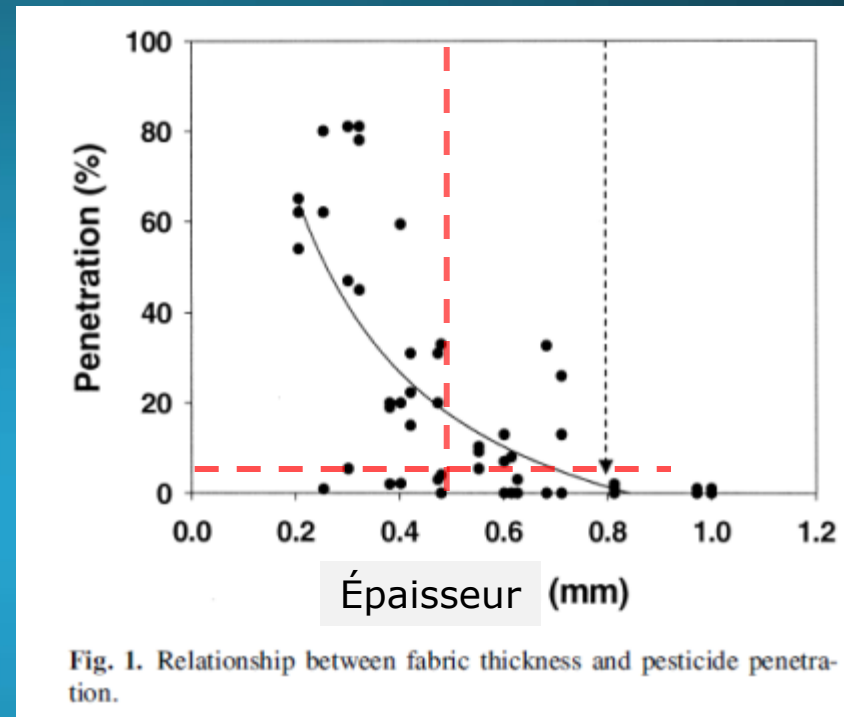 100
80
60
40
20
0
Penetration (%)
0.0 0.2 0.4 0.6 0.8 1.0 1.2
Épaisseur (mm)
Fig. 1. Relationship between fabric thickness and pesticide penetra-
tion.